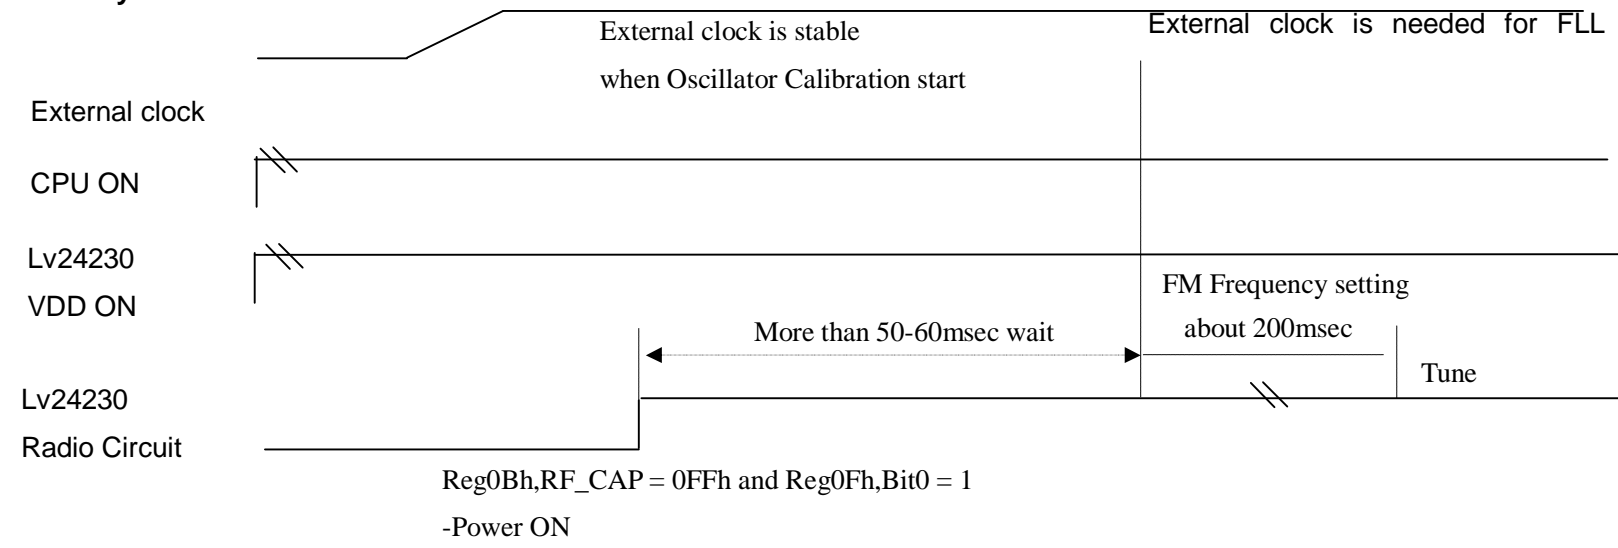 External clock is stable
when Oscillator Calibration start
External clock is needed for FLL
External clock
CPU ON
Lv24230
VDD ON
FM Frequency setting
about 200msec
More than 50-60msec wait
Tune
Lv24230
Radio Circuit
Reg0Bh,RF_CAP = 0FFh and Reg0Fh,Bit0 = 1
-Power ON